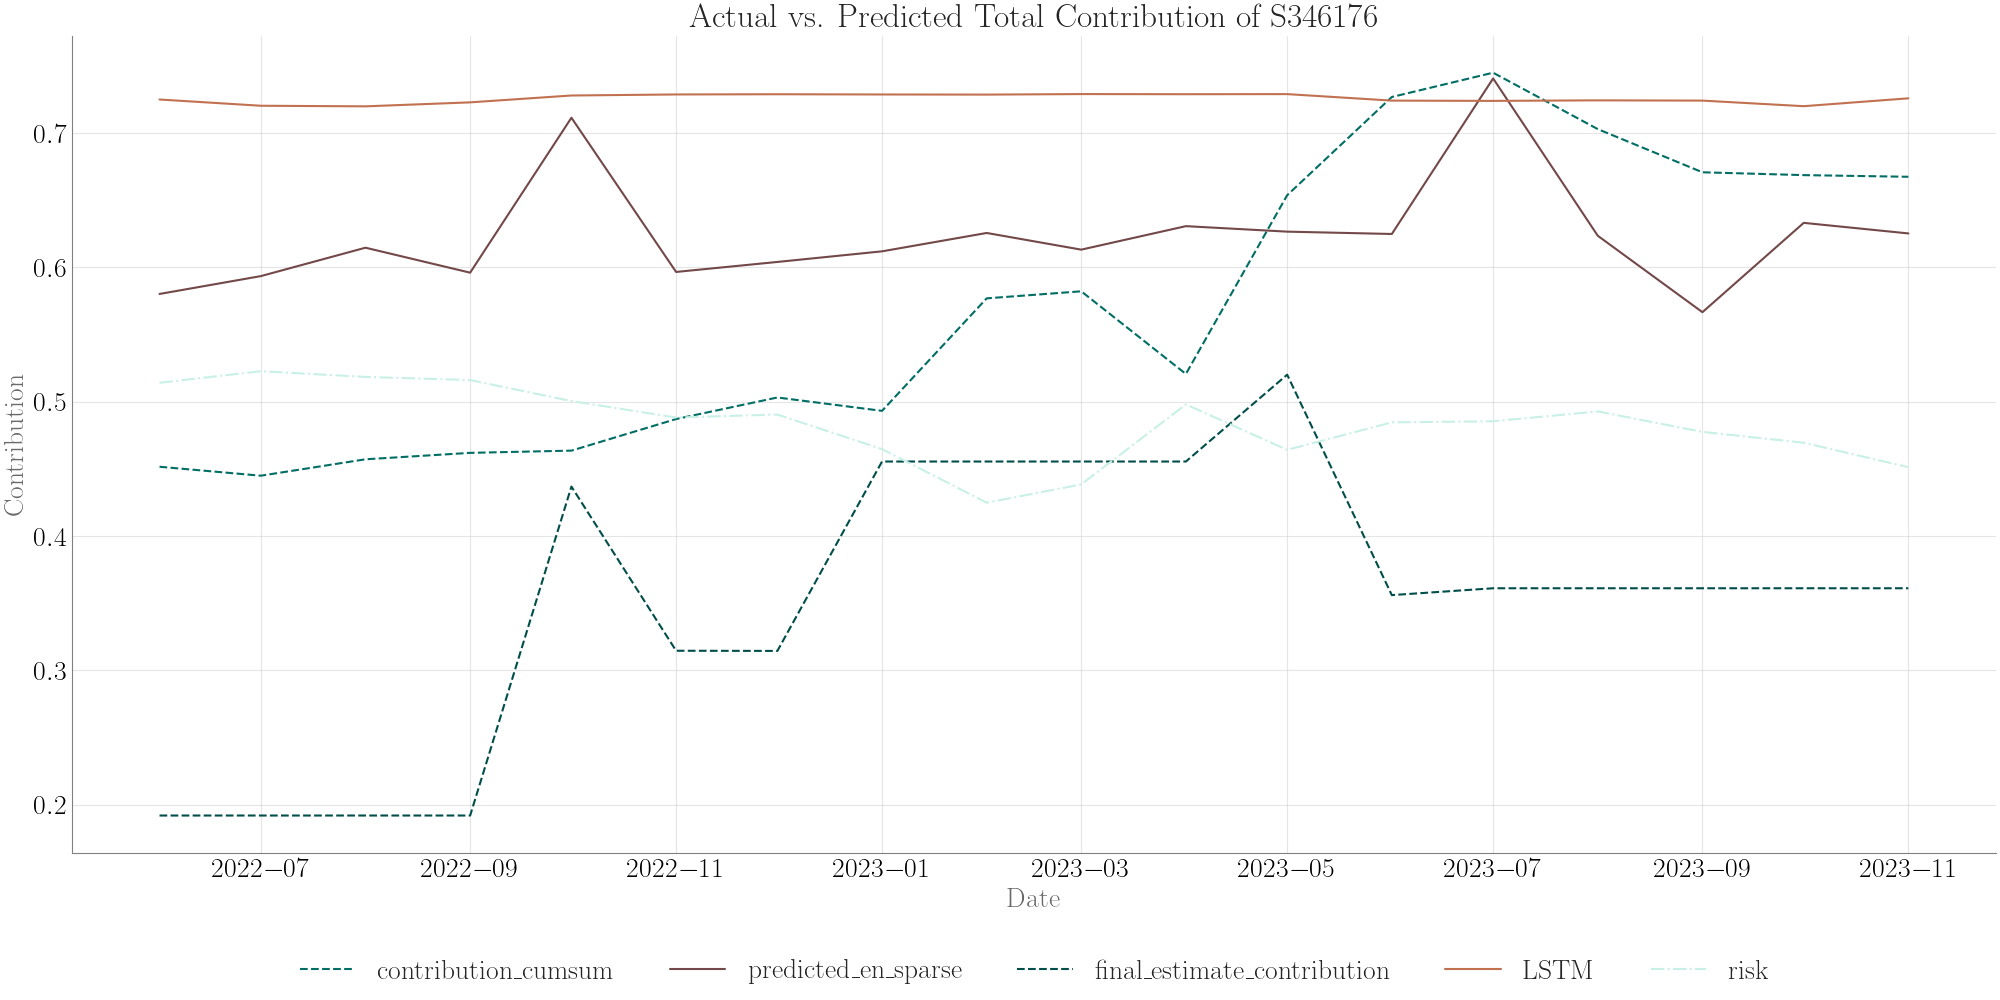 Actual vs. Predicted Total Contribution of S346176
Contribution
0.7
0.6
0.5
0.4
0.3
0.2
2022−07 2022−09 2022−11 2023−01 2023−03 2023−05 2023−07 2023−09 2023−11
Date
contribution_cumsum predicted_en_sparse final_estimate_contribution LSTM risk